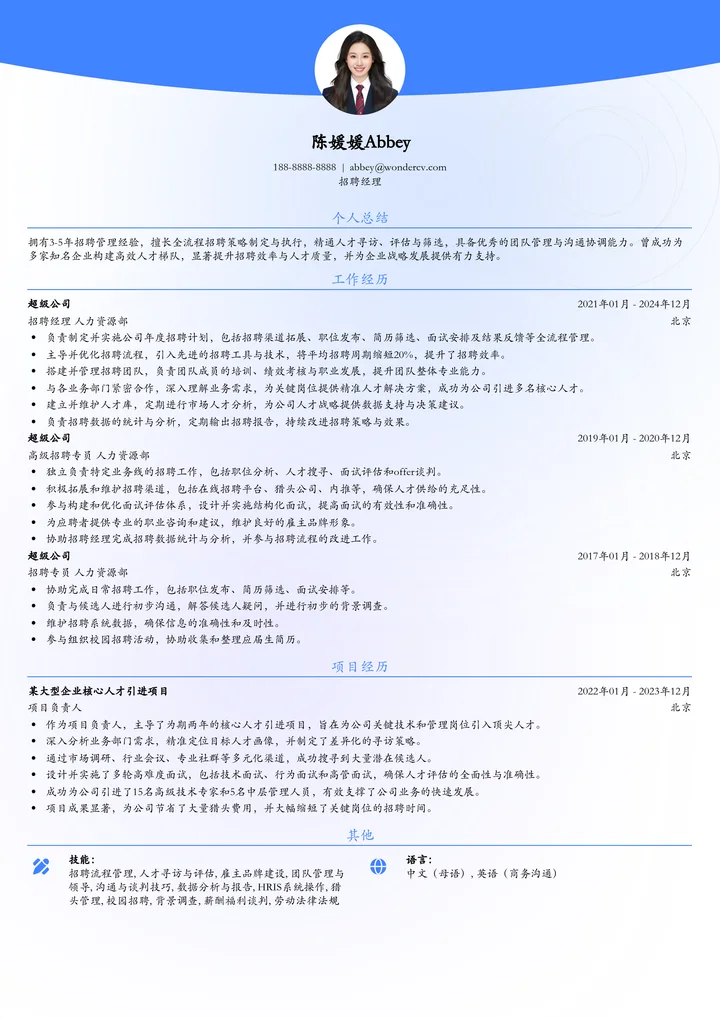 陈媛媛Abbey
188-8888-8888 | abbey@wondercv.com
招聘经理
个人总结
拥有3-5年招聘管理经验，擅长全流程招聘策略制定与执行，精通人才寻访、评估与筛选，具备优秀的团队管理与沟通协调能力。曾成功为
多家知名企业构建高效人才梯队，显著提升招聘效率与人才质量，并为企业战略发展提供有力支持。
工作经历
超级公司 2021年01月 - 2024年12月
招聘经理 人力资源部 北京
• 负责制定并实施公司年度招聘计划，包括招聘渠道拓展、职位发布、简历筛选、面试安排及结果反馈等全流程管理。
• 主导并优化招聘流程，引入先进的招聘工具与技术，将平均招聘周期缩短20%，提升了招聘效率。
• 搭建并管理招聘团队，负责团队成员的培训、绩效考核与职业发展，提升团队整体专业能力。
• 与各业务部门紧密合作，深入理解业务需求，为关键岗位提供精准人才解决方案，成功为公司引进多名核心人才。
• 建立并维护人才库，定期进行市场人才分析，为公司人才战略提供数据支持与决策建议。
• 负责招聘数据的统计与分析，定期输出招聘报告，持续改进招聘策略与效果。
超级公司 2019年01月 - 2020年12月
高级招聘专员 人力资源部 北京
• 独立负责特定业务线的招聘工作，包括职位分析、人才搜寻、面试评估和offer谈判。
• 积极拓展和维护招聘渠道，包括在线招聘平台、猎头公司、内推等，确保人才供给的充足性。
• 参与构建和优化面试评估体系，设计并实施结构化面试，提高面试的有效性和准确性。
• 为应聘者提供专业的职业咨询和建议，维护良好的雇主品牌形象。
• 协助招聘经理完成招聘数据统计与分析，并参与招聘流程的改进工作。
超级公司 2017年01月 - 2018年12月
招聘专员 人力资源部 北京
• 协助完成日常招聘工作，包括职位发布、简历筛选、面试安排等。
• 负责与候选人进行初步沟通，解答候选人疑问，并进行初步的背景调查。
• 维护招聘系统数据，确保信息的准确性和及时性。
• 参与组织校园招聘活动，协助收集和整理应届生简历。
项目经历
某大型企业核心人才引进项目 2022年01月 - 2023年12月
项目负责人 北京
• 作为项目负责人，主导了为期两年的核心人才引进项目，旨在为公司关键技术和管理岗位引入顶尖人才。
• 深入分析业务部门需求，精准定位目标人才画像，并制定了差异化的寻访策略。
• 通过市场调研、行业会议、专业社群等多元化渠道，成功搜寻到大量潜在候选人。
• 设计并实施了多轮高难度面试，包括技术面试、行为面试和高管面试，确保人才评估的全面性与准确性。
• 成功为公司引进了15名高级技术专家和5名中层管理人员，有效支撑了公司业务的快速发展。
• 项目成果显著，为公司节省了大量猎头费用，并大幅缩短了关键岗位的招聘时间。
其他
技能：
招聘流程管理, 人才寻访与评估, 雇主品牌建设, 团队管理与
领导, 沟通与谈判技巧, 数据分析与报告, HRIS系统操作, 猎
头管理, 校园招聘, 背景调查, 薪酬福利谈判, 劳动法律法规
语言：
中文（母语）, 英语（商务沟通）